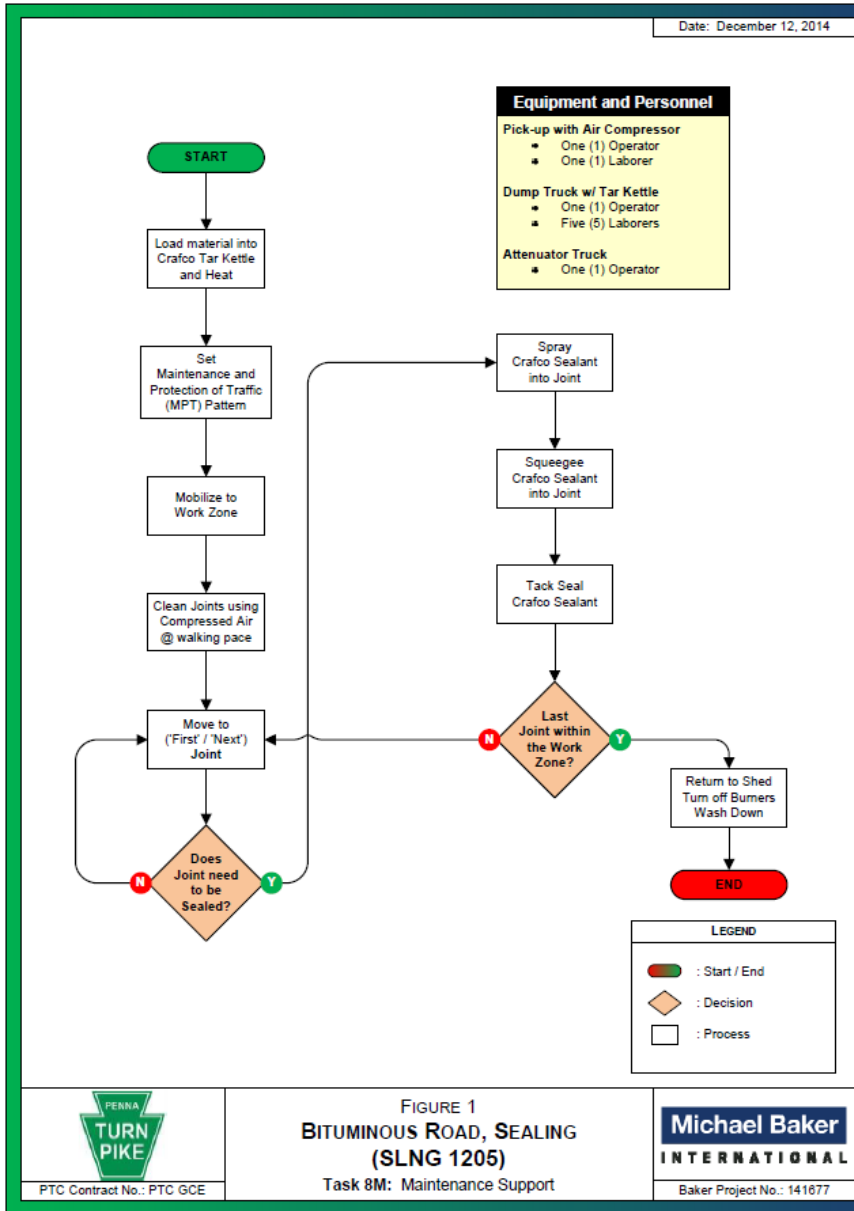 Date: December 12, 2014
Equipment and Personnel
Pick-up with Air Compressor
One (1) Operator
One (1) Laborer
Dump Truck w/ Tar Kettle
One (1) Operator
Five (5) Laborers
Attenuator Truck
One (1) Operator
START
Load material into
Crafco Tar Kettle
and Heat
Set
Maintenance and
Protection of Traffic
(MPT) Pattern
Mobilize to
Work Zone
Clean Joints using
Compressed Air
@ walking pace
Move to
('First' / 'Next')
Joint
Does
Joint need
to be
Sealed?
N
Y
Spray
Crafco Sealant
into Joint
Squeegee
Crafco Sealant
into Joint
Tack Seal
Crafco Sealant
Last
Joint within
the Work
Zone?
N
Y
Return to Shed
Turn off Burners
Wash Down
END
LEGEND
: Start / End
: Decision
: Process
PENNA
TURN
PIKE
PTC Contract No.: PTC GCE
FIGURE 1
BITUMINOUS ROAD, SEALING
(SLNG 1205)
Task 8M: Maintenance Support
Michael Baker
INTERNATIONAL
Baker Project No.: 141677